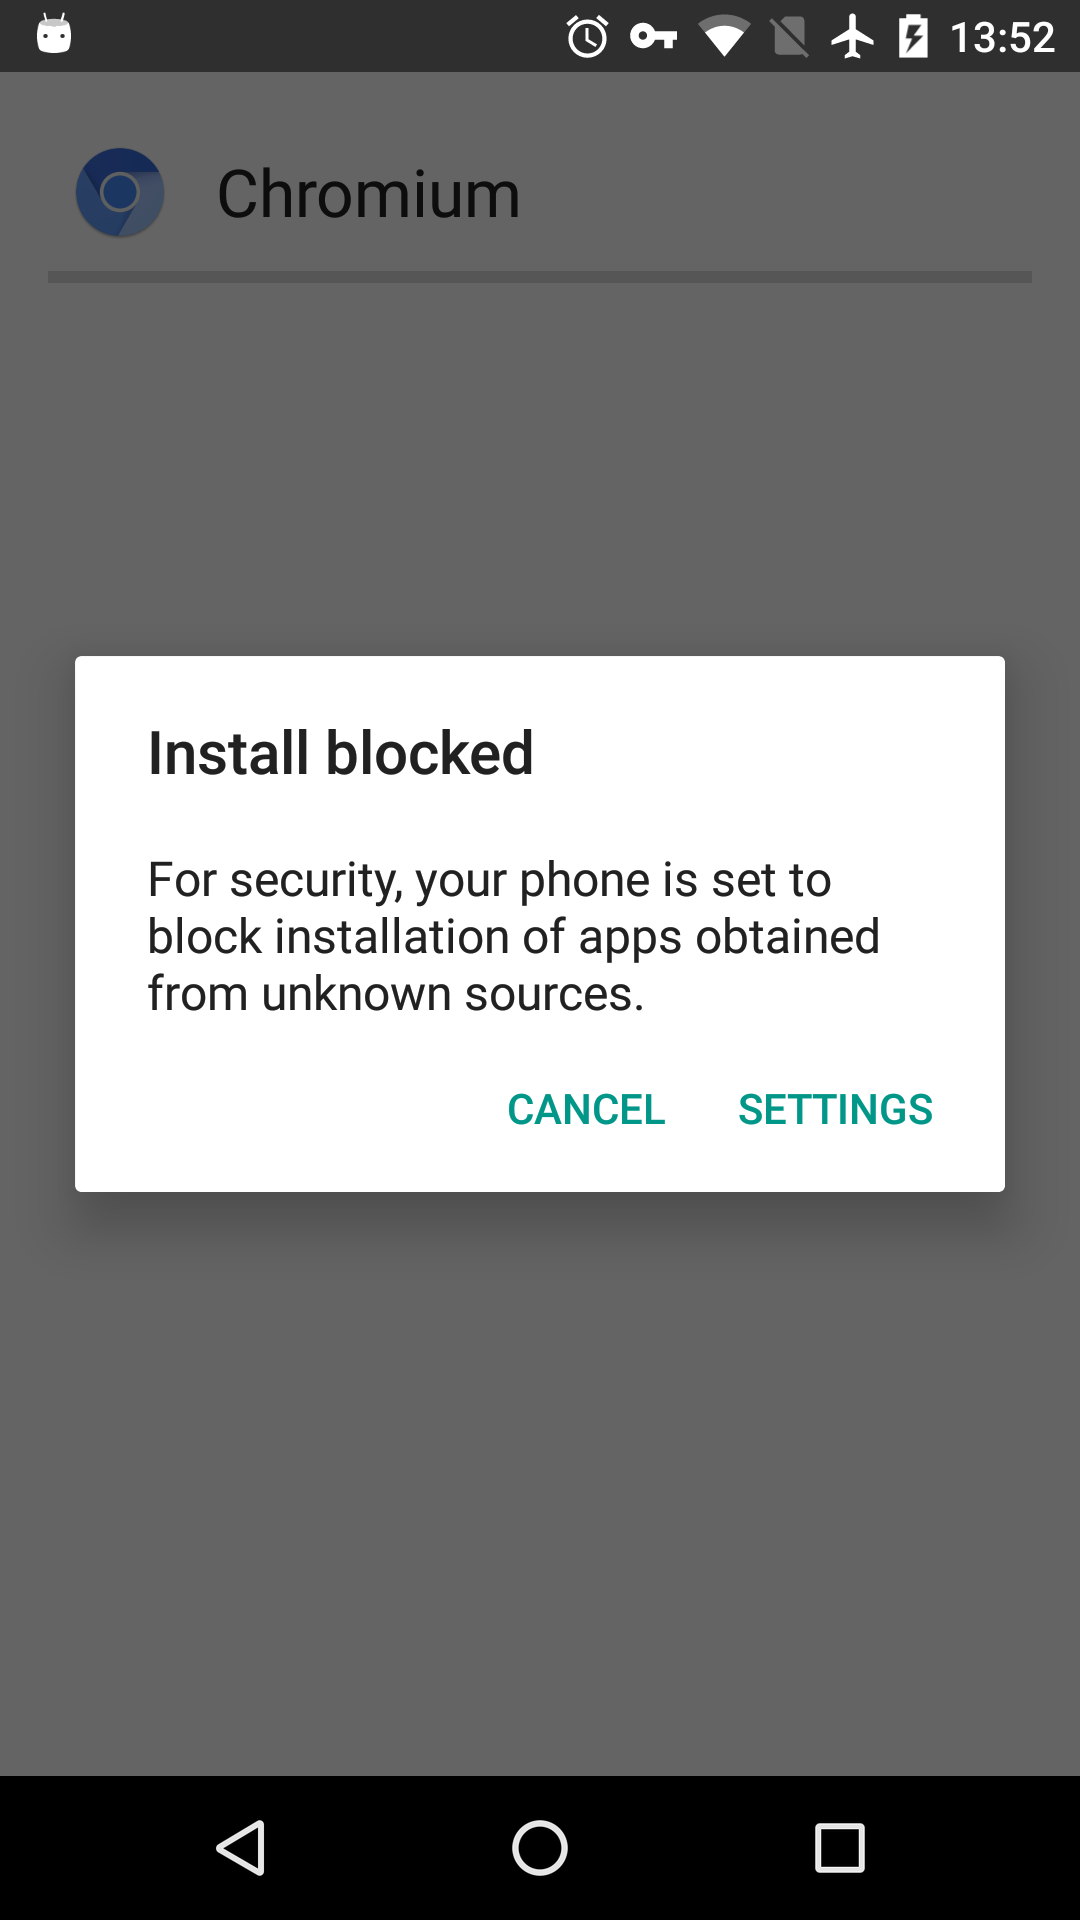 13:52
Chromium
Install blocked
For security, your phone is set to
block installation of apps obtained
from unknown sources.
CANCEL SETTINGS